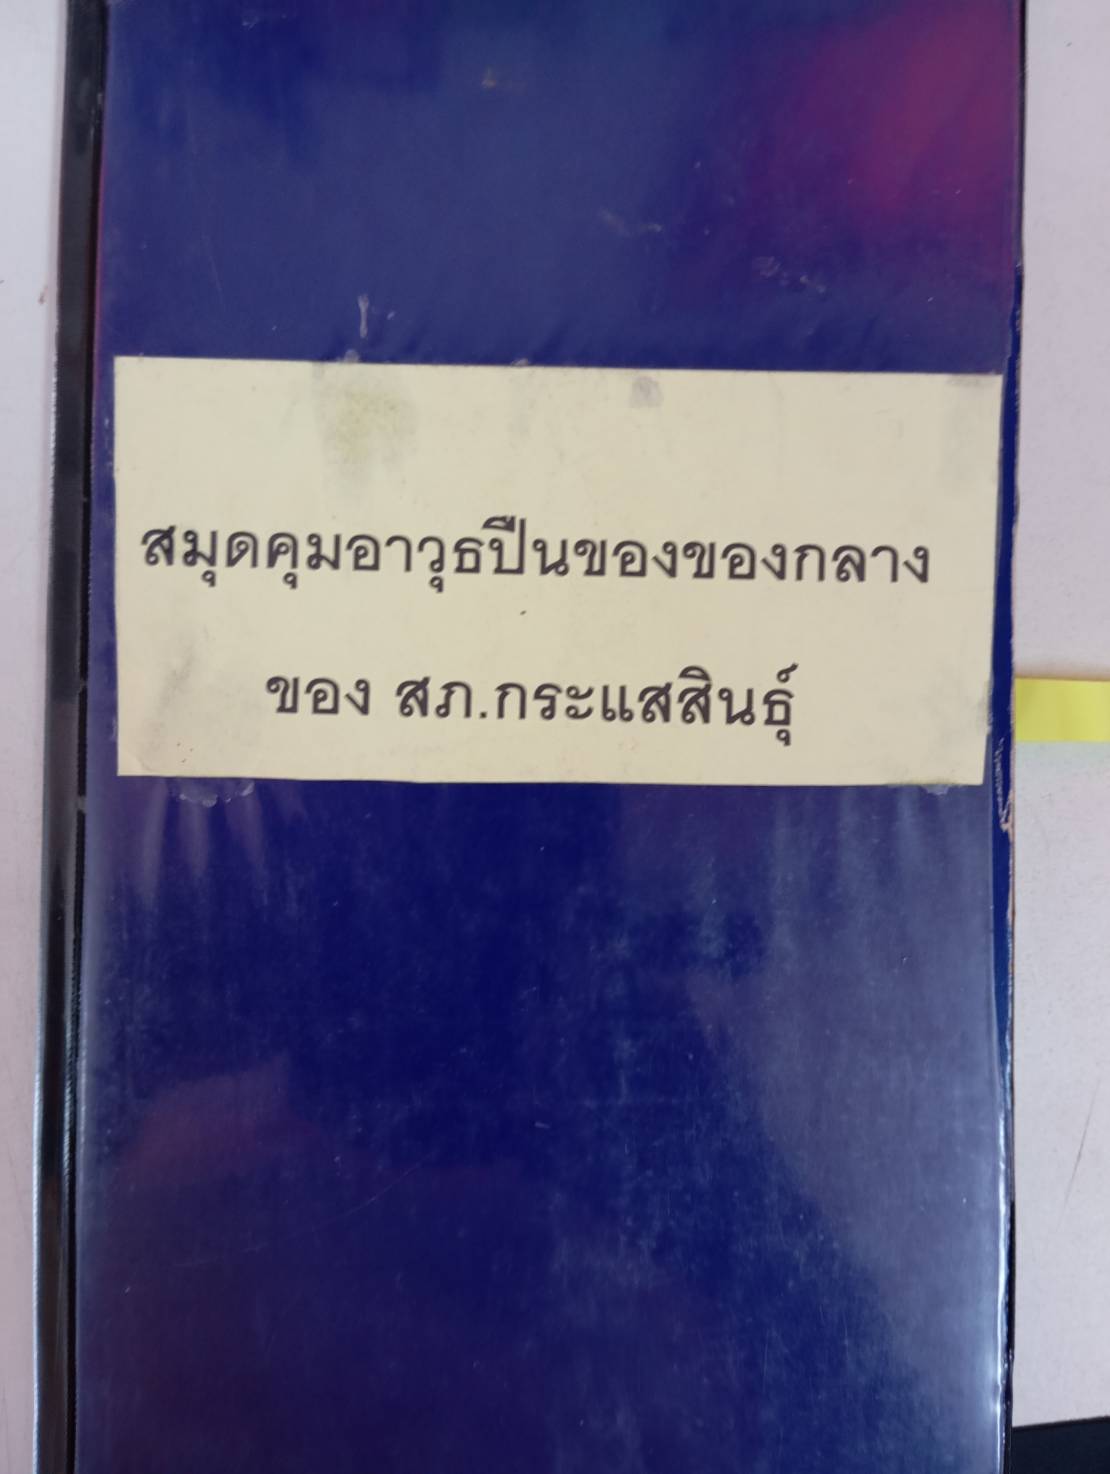 สมุดคุมอาวุธปืนของของกลาง
ของ สภ.กระแสสินธุ์